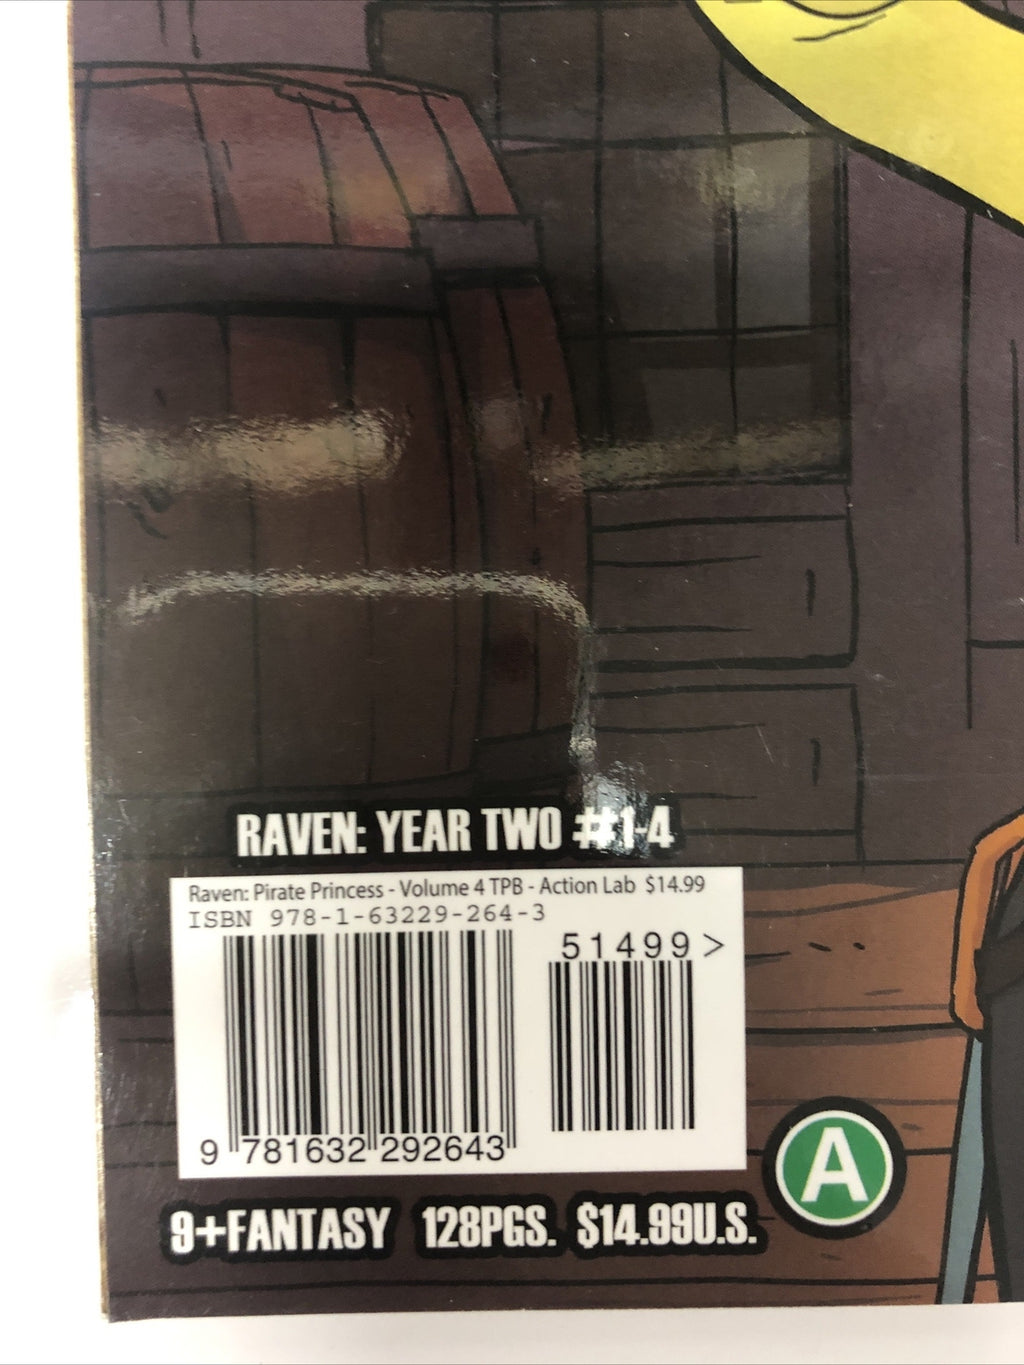 RAVEN: YEAR TWO #1-4
Raven: Pirate Princess - Volume 4 TPB - Action Lab $14.99
ISBN 978-1-63229-264-3
51499>
9 781632 292643
A
9+FANTASY 128PGS. $14.99U.S.